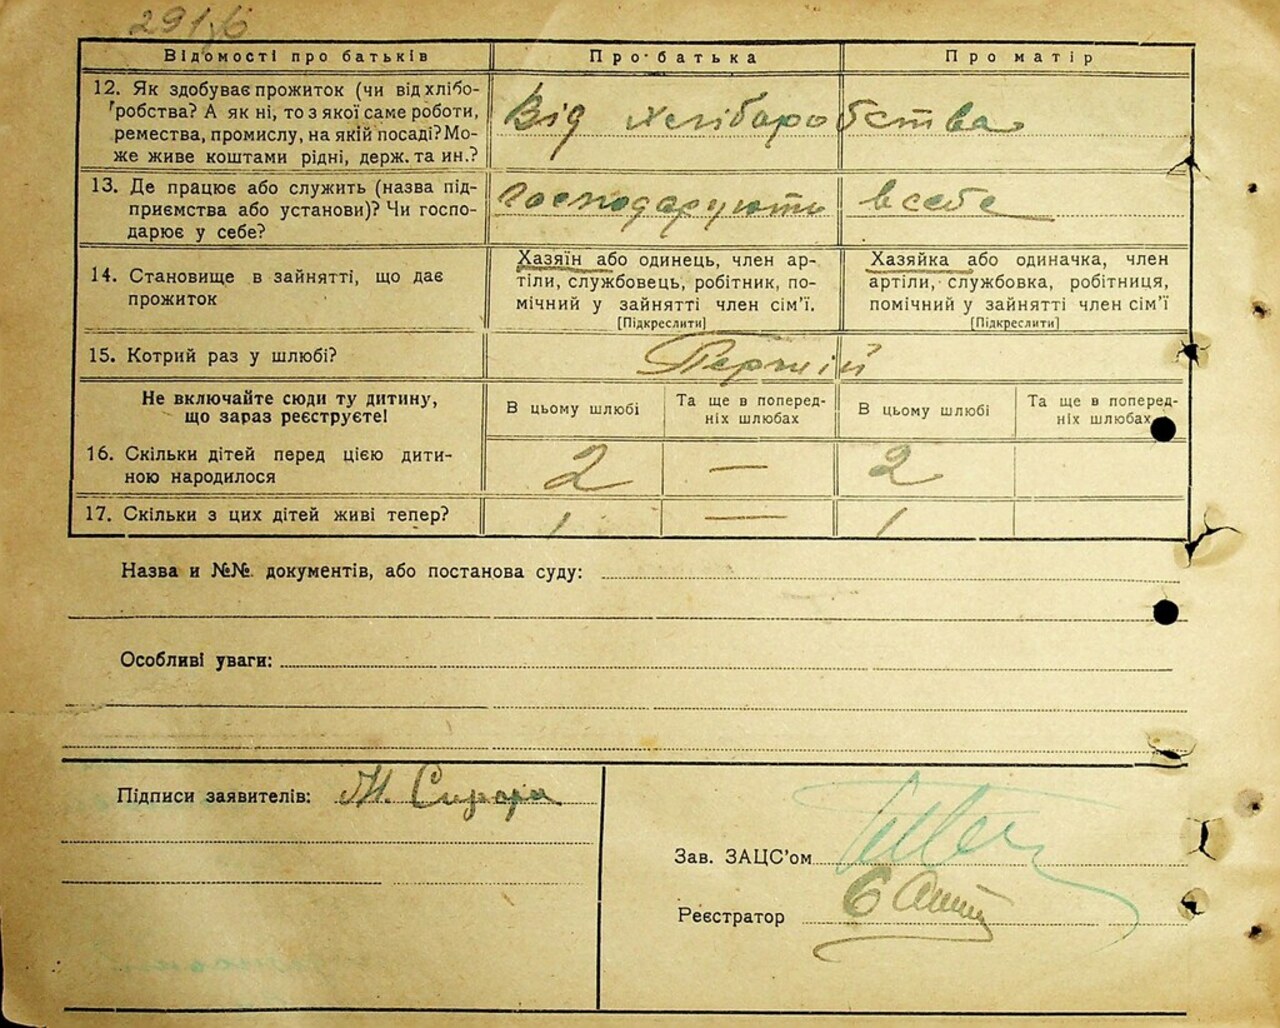 291/6
Відомості про батьків
Про батька
Про матір
12. Як здобуває прожиток (чи від хлібо-
робства? А як ні, то з якої саме роботи,
ремества, промислу, на якій посаді? Мо-
же живе коштами рідні, держ. та ин.?
Від хлібаробства
13. Де працює або служить (назва під-
приємства або установи)? Чи госпо-
дарює у себе?
господарують в себе
14. Становище в зайнятті, що дає
прожиток
Хазяїн або одинець, член ар-
тіли, службовець, робітник, по-
мічний у зайнятті член сім’ї.
[Підкреслити]
Хазяйка або одиначка, член
артіли, службовка, робітниця,
помічний у зайнятті член сім’ї
[Підкреслити]
15. Котрий раз у шлюбі?
Перший
Не включайте сюди ту дитину,
що зараз реєструєте!
В цьому шлюбі
Та ще в поперед-
ніх шлюбах
В цьому шлюбі
Та ще в поперед-
ніх шлюбах
16. Скільки дітей перед цією дити-
ною народилося
2 — 2
17. Скільки з цих дітей живі тепер?
1 — 1
Назва и №№ документів, або постанова суду:
Особливі уваги:
Підписи заявителів:
Зав. ЗАЦС’ом
Реєстратор